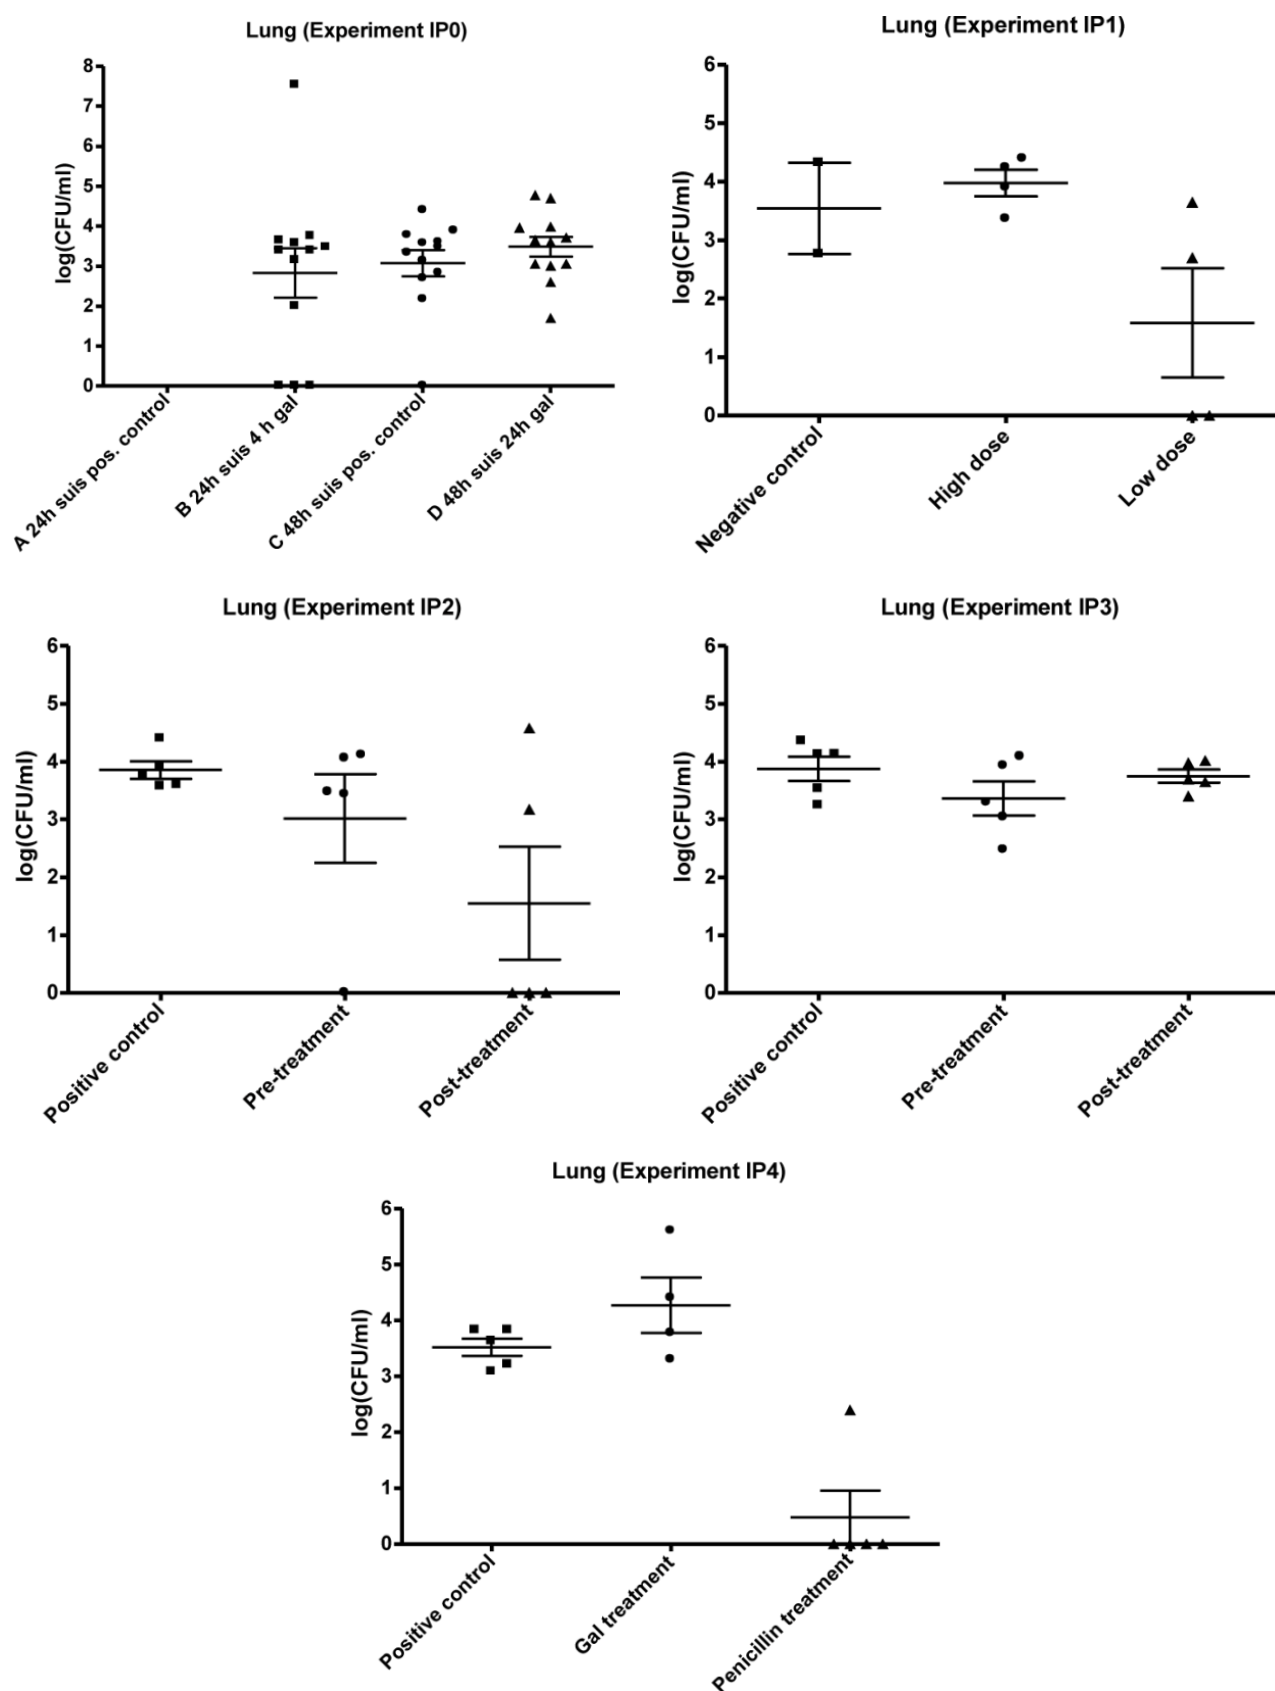 Lung (Experiment IP0)
log(CFU/ml)
8
7
6
5
4
3
2
1
0
A 24h suis pos. control
B 24h suis 4 h gal
C 48h suis pos. control
D 48h suis 24h gal
Lung (Experiment IP1)
log(CFU/ml)
6
5
4
3
2
1
0
Negative control
High dose
Low dose
Lung (Experiment IP2)
log(CFU/ml)
6
5
4
3
2
1
0
Positive control
Pre-treatment
Post-treatment
Lung (Experiment IP3)
log(CFU/ml)
6
5
4
3
2
1
0
Positive control
Pre-treatment
Post-treatment
Lung (Experiment IP4)
log(CFU/ml)
6
5
4
3
2
1
0
Positive control
Gal treatment
Penicillin treatment